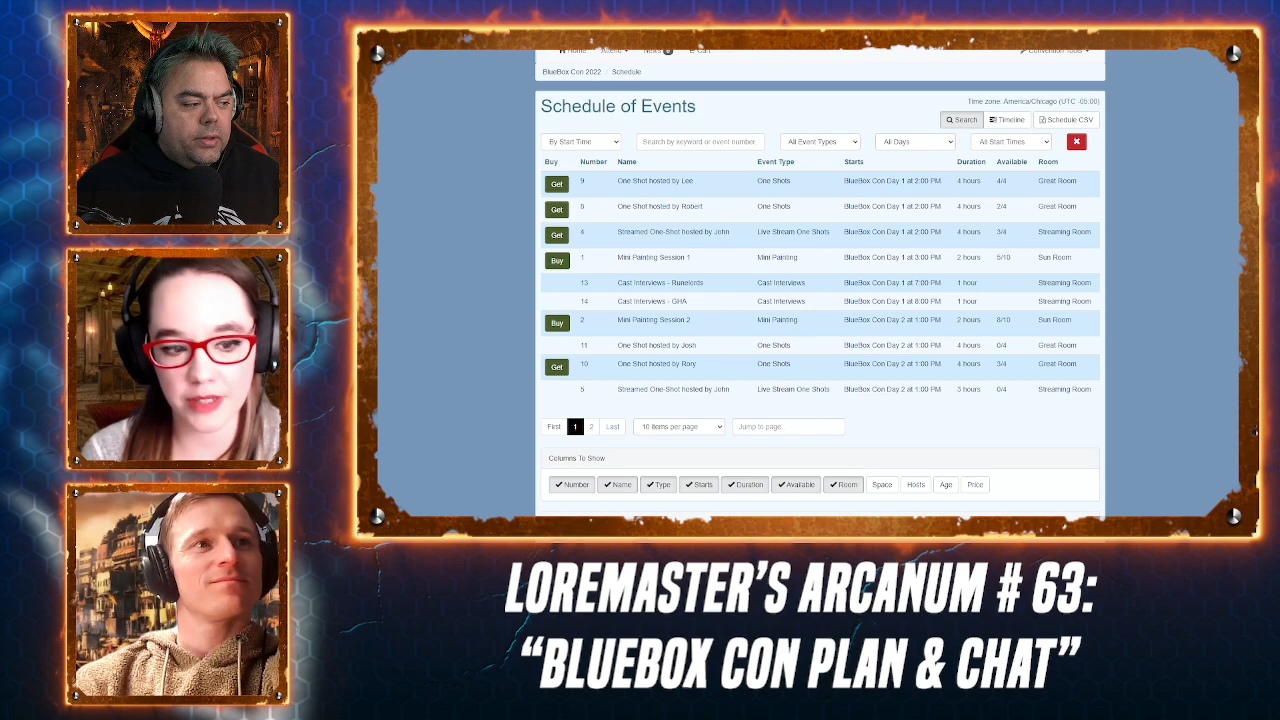 Home Attend News Cart Convention Tools
BlueBox Con 2022 / Schedule
Schedule of Events
Time zone: America/Chicago (UTC -05:00)
Search Timeline Schedule CSV
By Start Time Search by keyword or event number. All Event Types All Days All Start Times
Buy Number Name Event Type Starts Duration Available Room
Get 9 One Shot hosted by Lee One Shots BlueBox Con Day 1 at 2:00 PM 4 hours 4/4 Great Room
Get One Shot hosted by Robert One Shots BlueBox Con Day 1 at 2:00 PM 4 hours 2/4 Great Room
Get 4 Streamed One-Shot hosted by John Live Stream One Shots BlueBox Con Day 1 at 2:00 PM 4 hours 3/4 Streaming Room
Buy 1 Mini Painting Session 1 Mini Painting BlueBox Con Day 1 at 3:00 PM 2 hours 5/10 Sun Room
13 Cast Interviews - Runelords Cast Interviews BlueBox Con Day 1 at 7:00 PM 1 hour Streaming Room
14 Cast Interviews - GHA Cast Interviews BlueBox Con Day 1 at 8:00 PM 1 hour Streaming Room
Buy 2 Mini Painting Session 2 Mini Painting BlueBox Con Day 2 at 1:00 PM 2 hours 8/10 Sun Room
11 One Shot hosted by Josh One Shots BlueBox Con Day 2 at 1:00 PM 4 hours 0/4 Great Room
Get 10 One Shot hosted by Rory One Shots BlueBox Con Day 2 at 1:00 PM 4 hours 3/4 Great Room
5 Streamed One-Shot hosted by John Live Stream One Shots BlueBox Con Day 2 at 1:00 PM 3 hours 0/4 Streaming Room
First 1 2 Last 10 items per page Jump to page..
Columns To Show
Number Name Type Starts Duration Available Room Space Hosts Age Price
LOREMASTER'S ARCANUM # 63:
“BLUEBOX CON PLAN & CHAT”